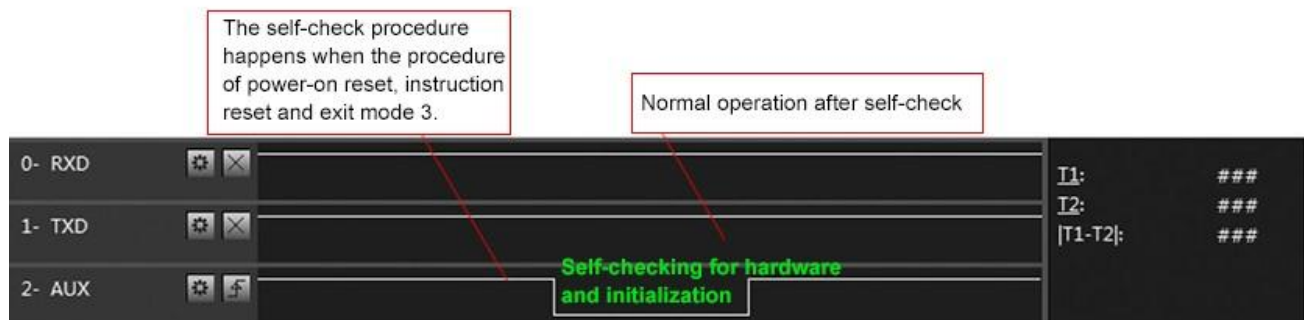 The self-check procedure
happens when the procedure
of power-on reset, instruction
reset and exit mode 3.
Normal operation after self-check
0- RXD
T1: ###
T2: ###
1- TXD
|T1-T2|: ###
Self-checking for hardware
and initialization
2- AUX